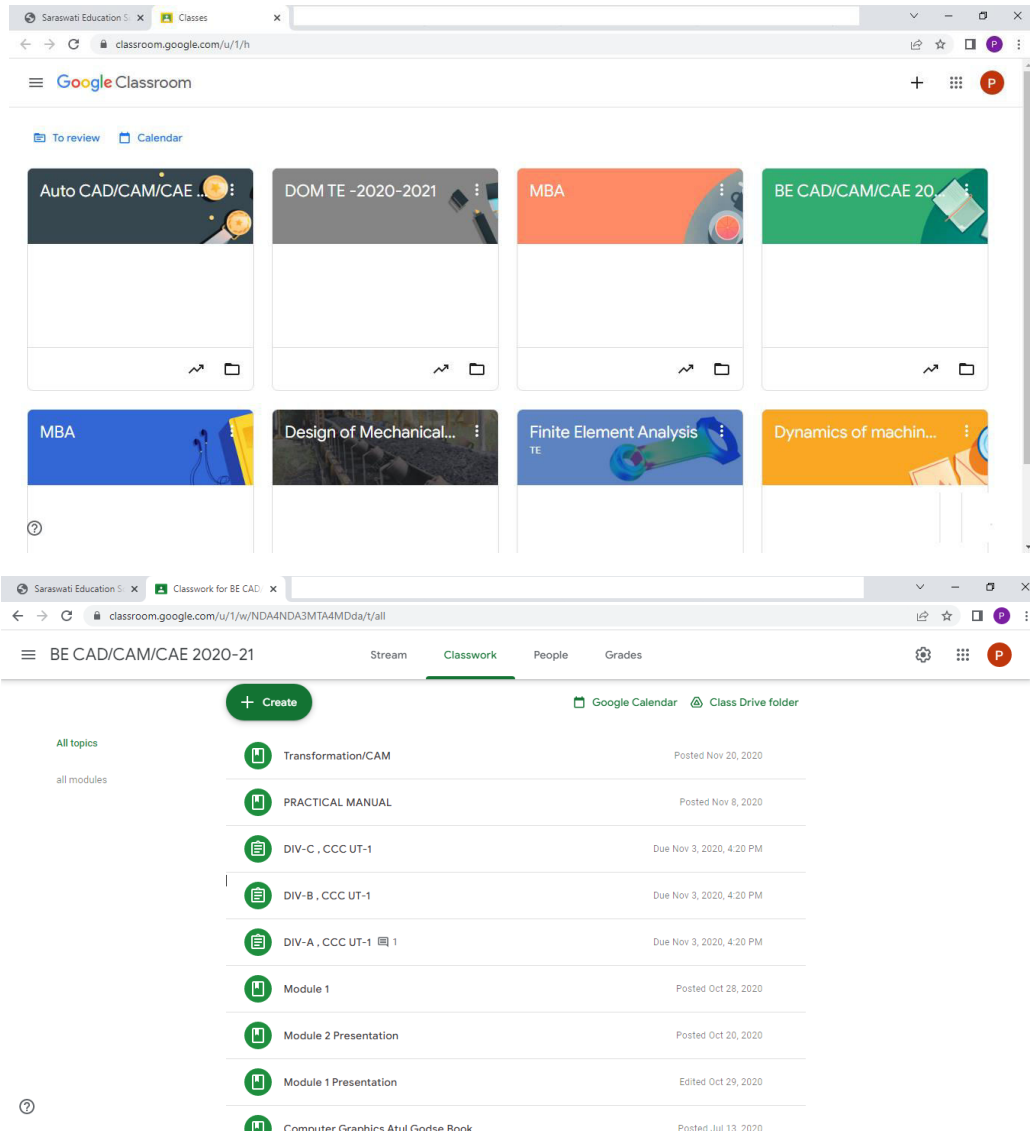 Saraswati Education S
Classes
classroom.google.com/u/1/h
P
Google Classroom
P
To review
Calendar
Auto CAD/CAM/CAE ...
DOM TE -2020-2021
MBA
BE CAD/CAM/CAE 20...
MBA
Design of Mechanical...
Finite Element Analysis
TE
Dynamics of machin...
Saraswati Education S
Classwork for BE CAD
classroom.google.com/u/1/w/NDA4NDA3MTA4MDda/t/all
P
BE CAD/CAM/CAE 2020-21
Stream Classwork People Grades
P
Create
Google Calendar
Class Drive folder
All topics
all modules
Transformation/CAM Posted Nov 20, 2020
PRACTICAL MANUAL Posted Nov 8, 2020
DIV-C , CCC UT-1 Due Nov 3, 2020, 4:20 PM
DIV-B , CCC UT-1 Due Nov 3, 2020, 4:20 PM
DIV-A , CCC UT-1 1 Due Nov 3, 2020, 4:20 PM
Module 1 Posted Oct 28, 2020
Module 2 Presentation Posted Oct 20, 2020
Module 1 Presentation Edited Oct 29, 2020
Computer Graphics Atul Godse Book Posted Jul 13, 2020